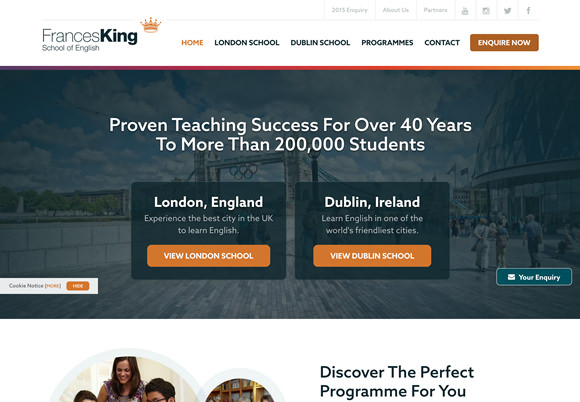 2015 Enquiry
About Us
Partners
FrancesKing
School of English
HOME
LONDON SCHOOL
DUBLIN SCHOOL
PROGRAMMES
CONTACT
ENQUIRE NOW
Proven Teaching Success For Over 40 Years
To More Than 200,000 Students
London, England
Experience the best city in the UK
to learn English.
VIEW LONDON SCHOOL
Dublin, Ireland
Learn English in one of the
world's friendliest cities.
VIEW DUBLIN SCHOOL
Cookie Notice [MORE]
HIDE
Your Enquiry
Discover The Perfect
Programme For You